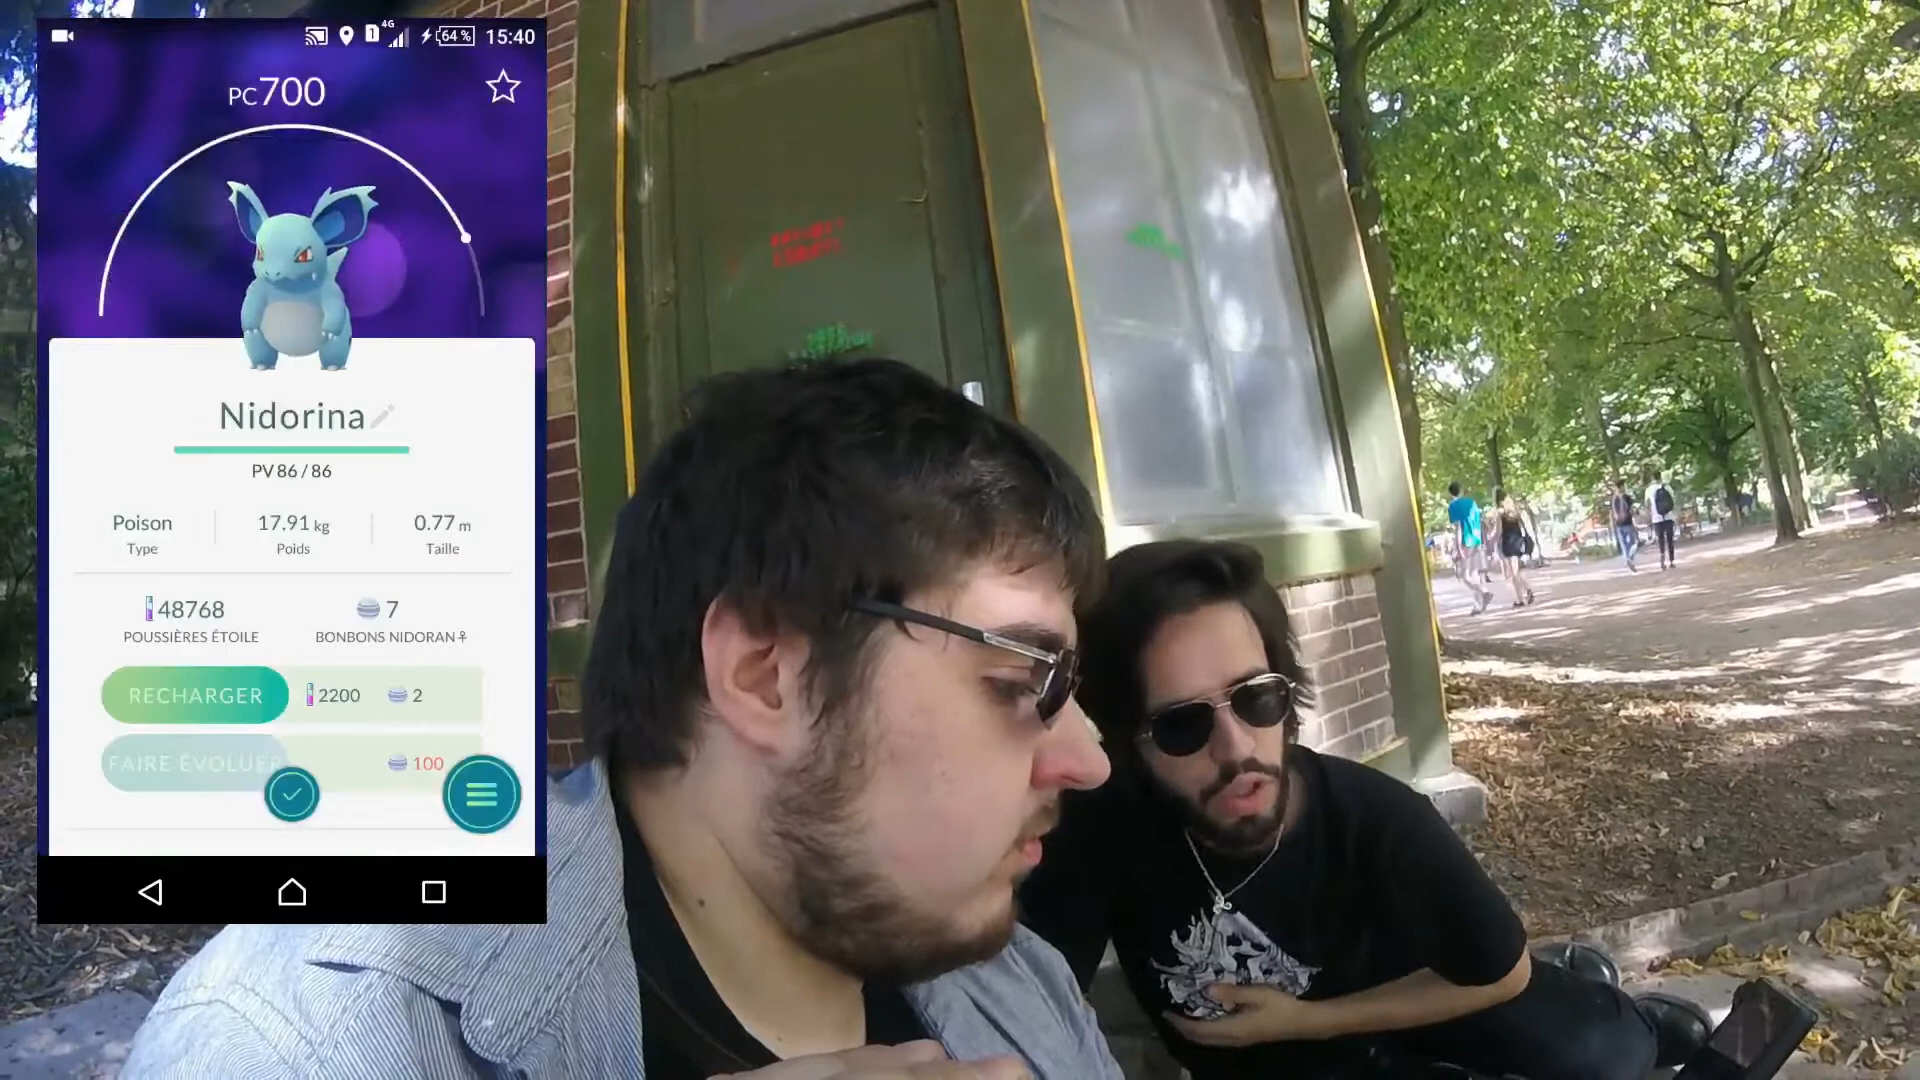 4G
1
64 %
15:40
PC700
Nidorina
PV 86 / 86
Poison
17.91 kg
0.77 m
Type
Poids
Taille
48768
7
POUSSIÈRES ÉTOILE
BONBONS NIDORAN♀
RECHARGER
2200
2
FAIRE ÉVOLUER
100